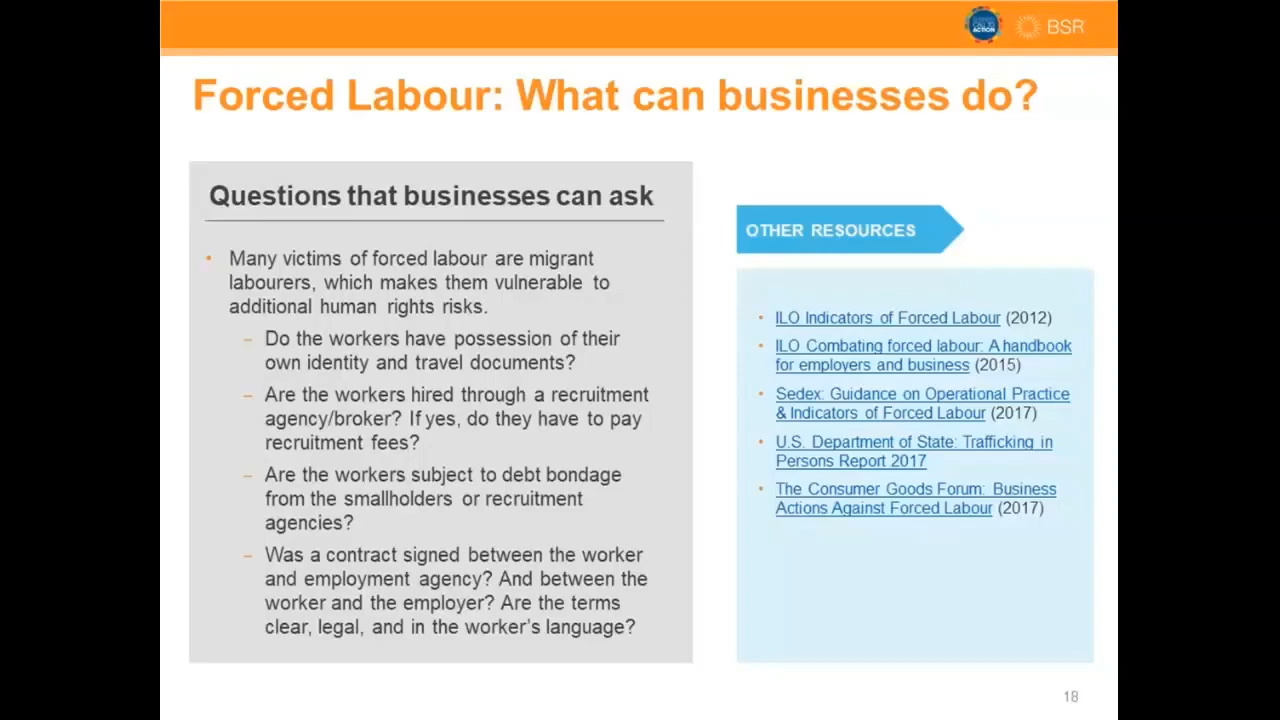 CALL TO
ACTION
BSR
Forced Labour: What can businesses do?
Questions that businesses can ask
• Many victims of forced labour are migrant
labourers, which makes them vulnerable to
additional human rights risks.
– Do the workers have possession of their
own identity and travel documents?
– Are the workers hired through a recruitment
agency/broker? If yes, do they have to pay
recruitment fees?
– Are the workers subject to debt bondage
from the smallholders or recruitment
agencies?
– Was a contract signed between the worker
and employment agency? And between the
worker and the employer? Are the terms
clear, legal, and in the worker's language?
OTHER RESOURCES
• ILO Indicators of Forced Labour (2012)
• ILO Combating forced labour: A handbook
for employers and business (2015)
• Sedex: Guidance on Operational Practice
& Indicators of Forced Labour (2017)
• U.S. Department of State: Trafficking in
Persons Report 2017
• The Consumer Goods Forum: Business
Actions Against Forced Labour (2017)
18